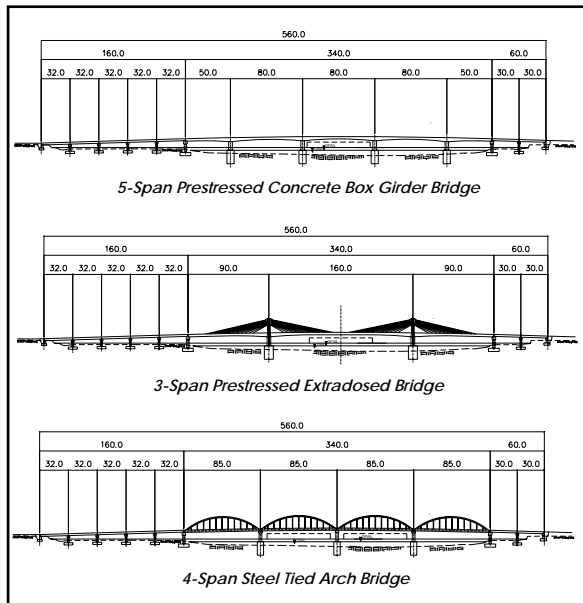 560.0
160.0 340.0 60.0
32.0 32.0 32.0 32.0 32.0 50.0 80.0 80.0 80.0 50.0 30.0 30.0
5-Span Prestressed Concrete Box Girder Bridge
560.0
160.0 340.0 60.0
32.0 32.0 32.0 32.0 32.0 90.0 160.0 90.0 30.0 30.0
3-Span Prestressed Extradosed Bridge
560.0
160.0 340.0 60.0
32.0 32.0 32.0 32.0 32.0 85.0 85.0 85.0 85.0 30.0 30.0
4-Span Steel Tied Arch Bridge